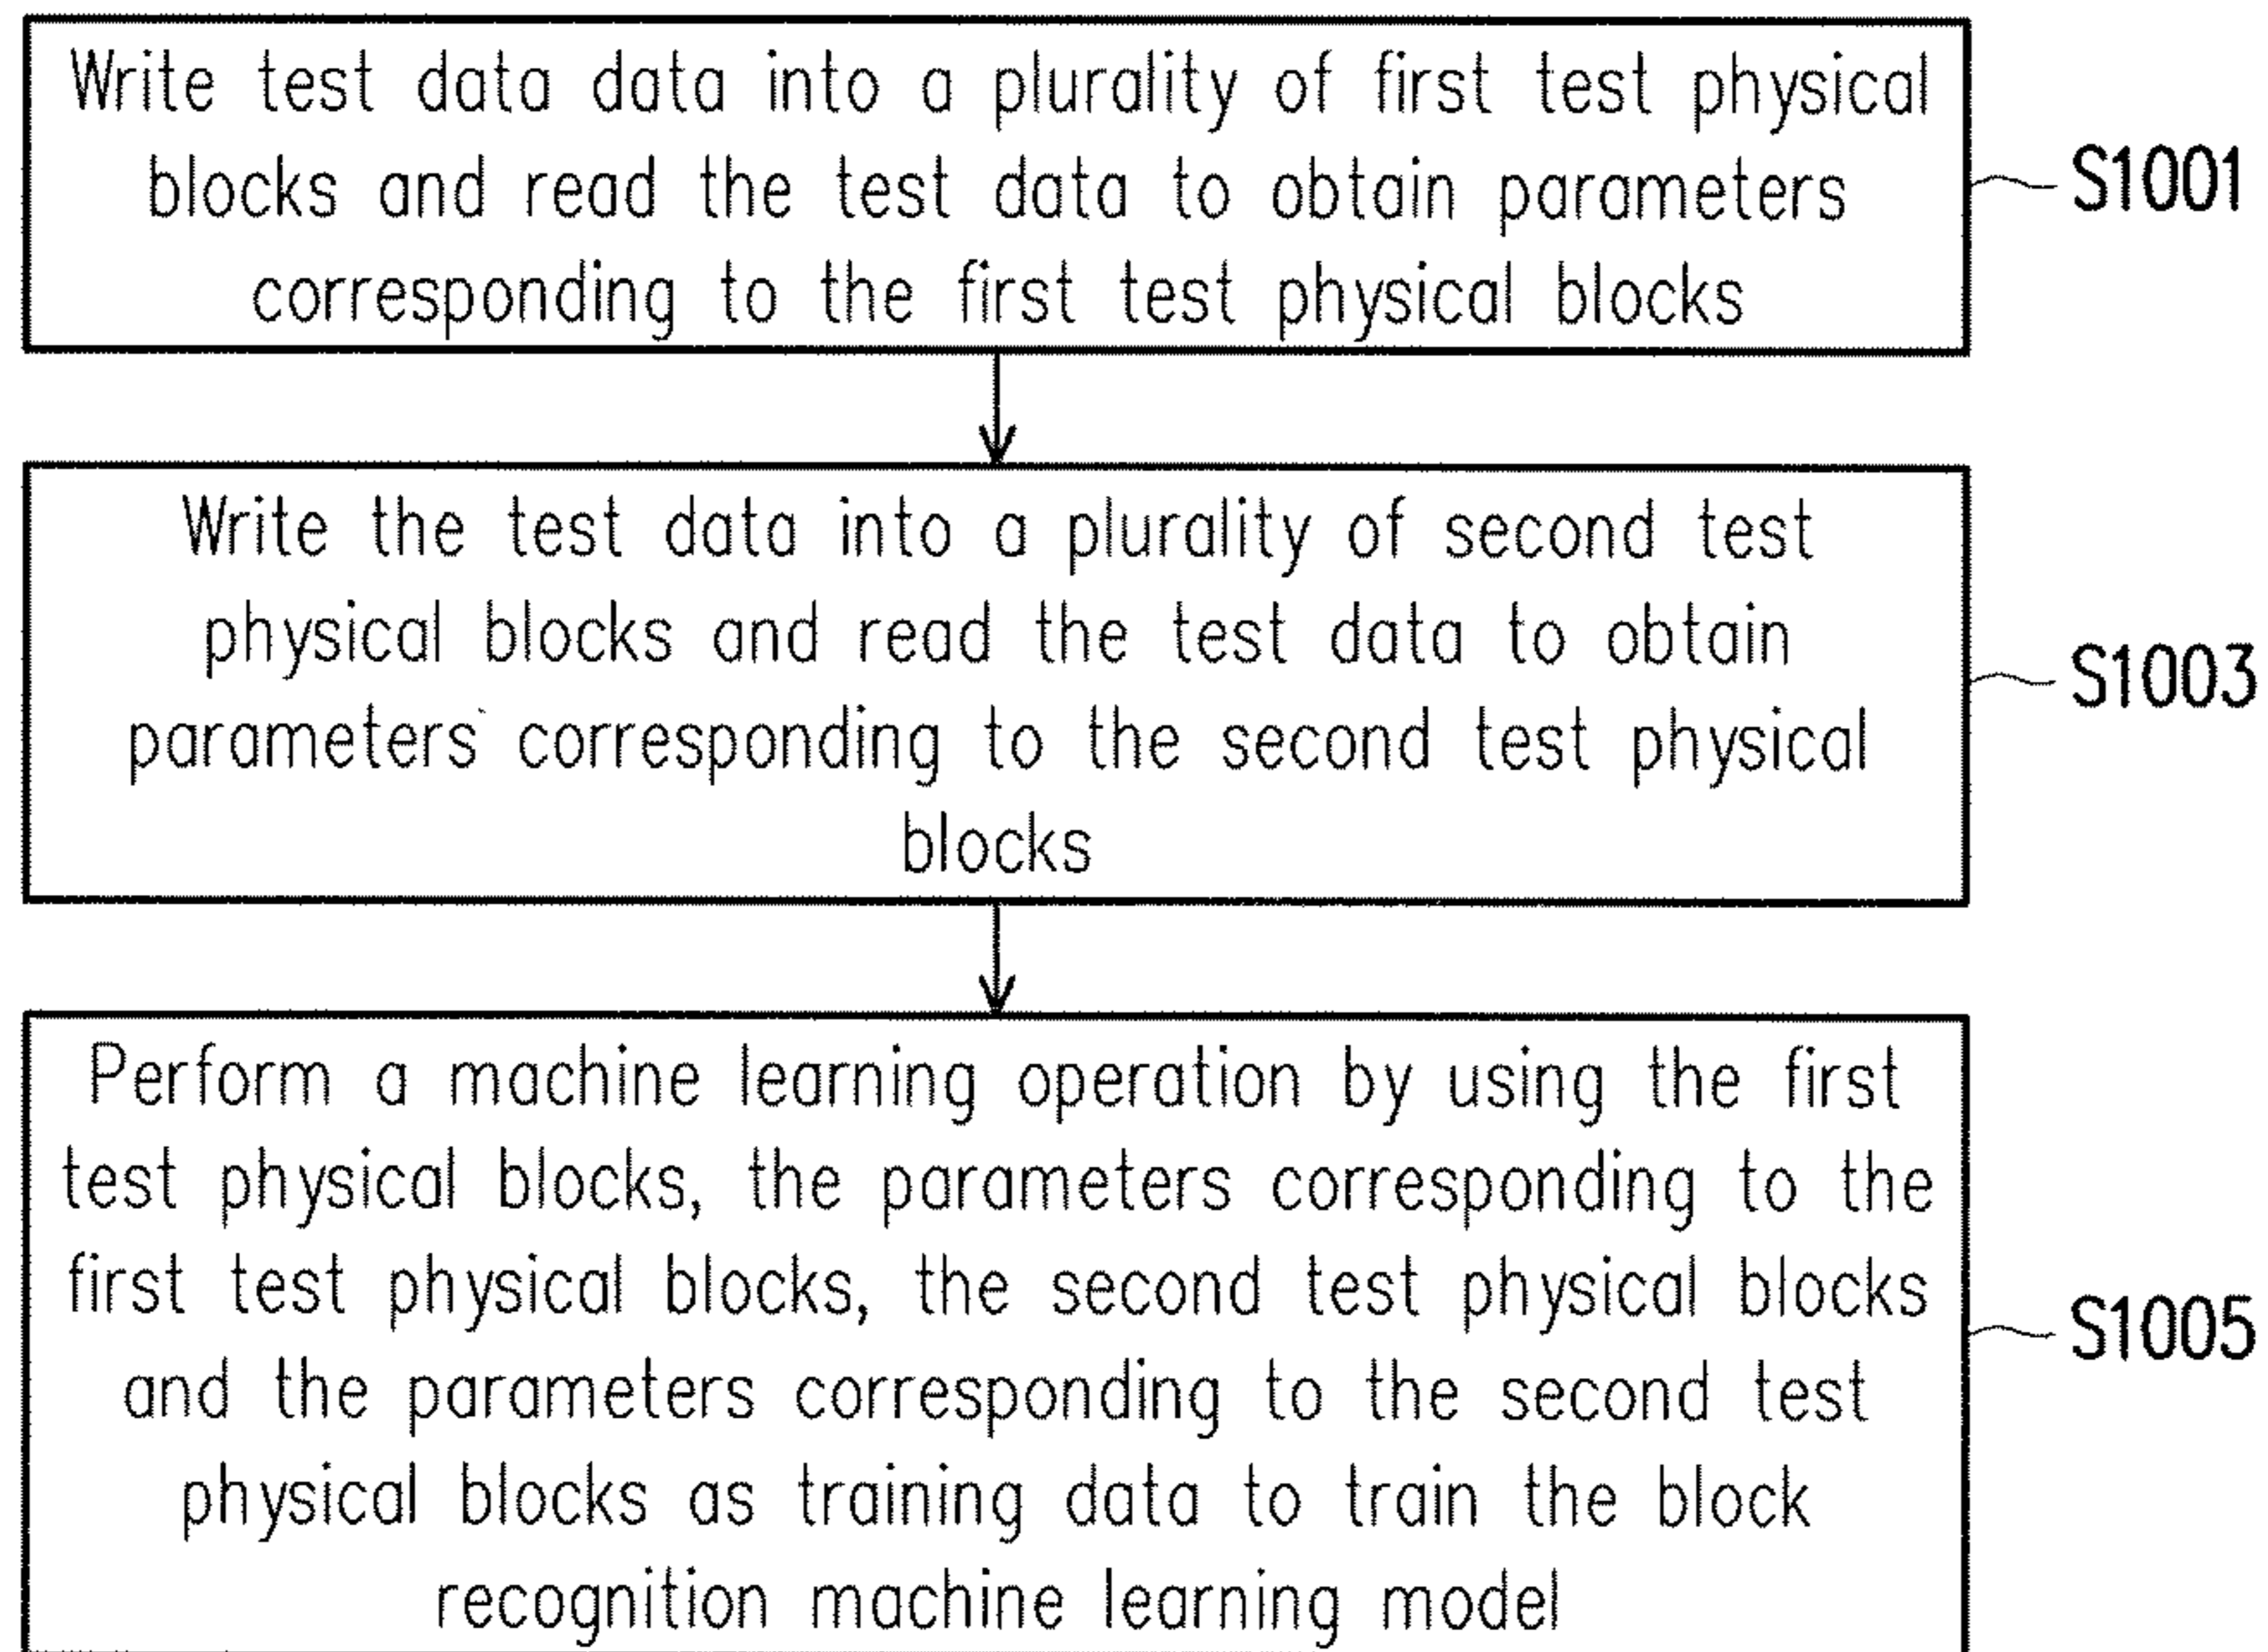 Write test data data into a plurality of first test physical
blocks and read the test data to obtain parameters
corresponding to the first test physical blocks
S1001
Write the test data into a plurality of second test
physical blocks and read the test data to obtain
parameters corresponding to the second test physical
blocks
S1003
Perform a machine learning operation by using the first
test physical blocks, the parameters corresponding to the
first test physical blocks, the second test physical blocks
and the parameters corresponding to the second test
physical blocks as training data to train the block
recognition machine learning model
S1005